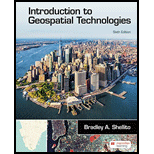 Introduction to
Geospatial Technologies
Sixth Edition
Bradley A. Shellito